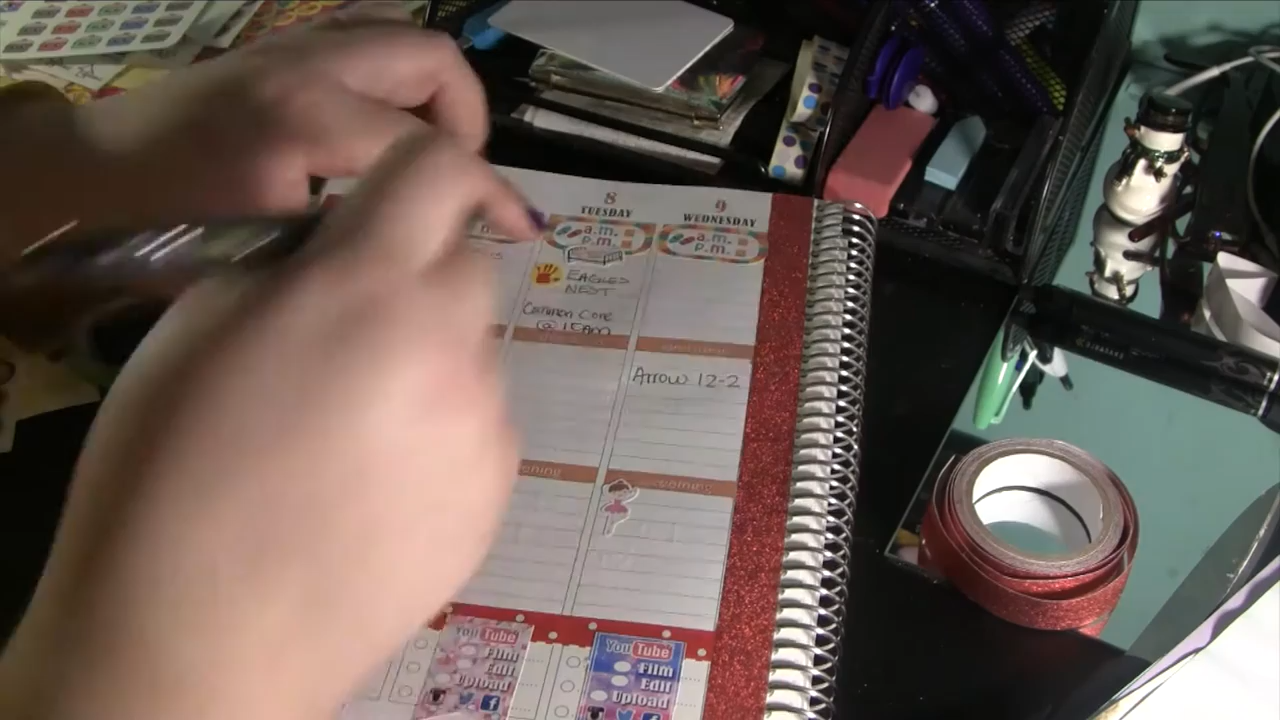 8
TUESDAY
a.m.
p.m.
EAGLES
NEST
Common Core
@ 15am
9
WEDNESDAY
a.m.
p.m.
Arrow 12-2
YouTube
Film
Edit
Upload
YouTube
Film
Edit
Upload